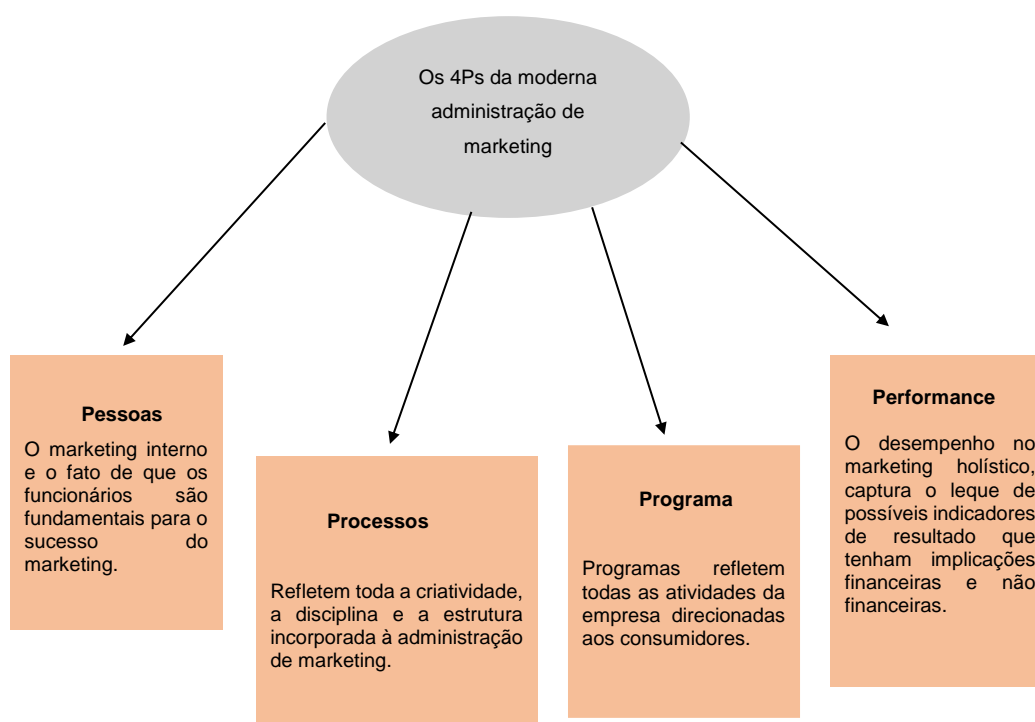 Os 4Ps da moderna
administração de
marketing
Pessoas
O marketing interno
e o fato de que os
funcionários são
fundamentais para o
sucesso do
marketing.
Processos
Refletem toda a criatividade,
a disciplina e a estrutura
incorporada à administração
de marketing.
Programa
Programas refletem
todas as atividades da
empresa direcionadas
aos consumidores.
Performance
O desempenho no
marketing holístico,
captura o leque de
possíveis indicadores
de resultado que
tenham implicações
financeiras e não
financeiras.